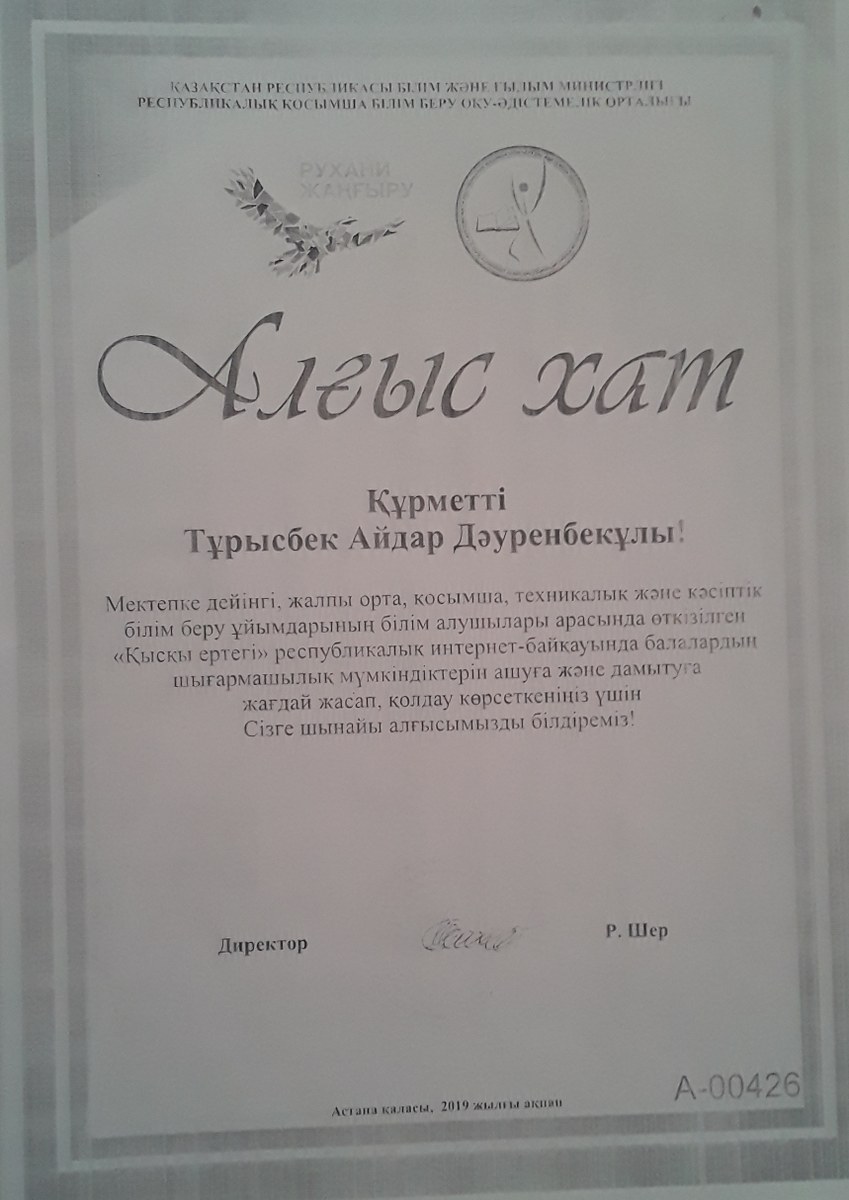 ҚАЗАҚСТАН РЕСПУБЛИКАСЫ БІЛІМ ЖӘНЕ ҒЫЛЫМ МИНИСТРЛІГІ
РЕСПУБЛИКАЛЫҚ ҚОСЫМША БІЛІМ БЕРУ ОҚУ-ӘДІСТЕМЕЛІК ОРТАЛЫҒЫ
РУХАНИ
ЖАҢҒЫРУ
Алғыс хат
Құрметті
Тұрысбек Айдар Дәуренбекұлы!
Мектепке дейінгі, жалпы орта, қосымша, техникалық және кәсіптік
білім беру ұйымдарының білім алушылары арасында өткізілген
«Қысқы ертегі» республикалық интернет-байқауында балалардың
шығармашылық мүмкіндіктерін ашуға және дамытуға
жағдай жасап, қолдау көрсеткеніңіз үшін
Сізге шынайы алғысымызды білдіреміз!
Директор
Р. Шер
А-00426
Астана қаласы, 2019 жылғы ақпан